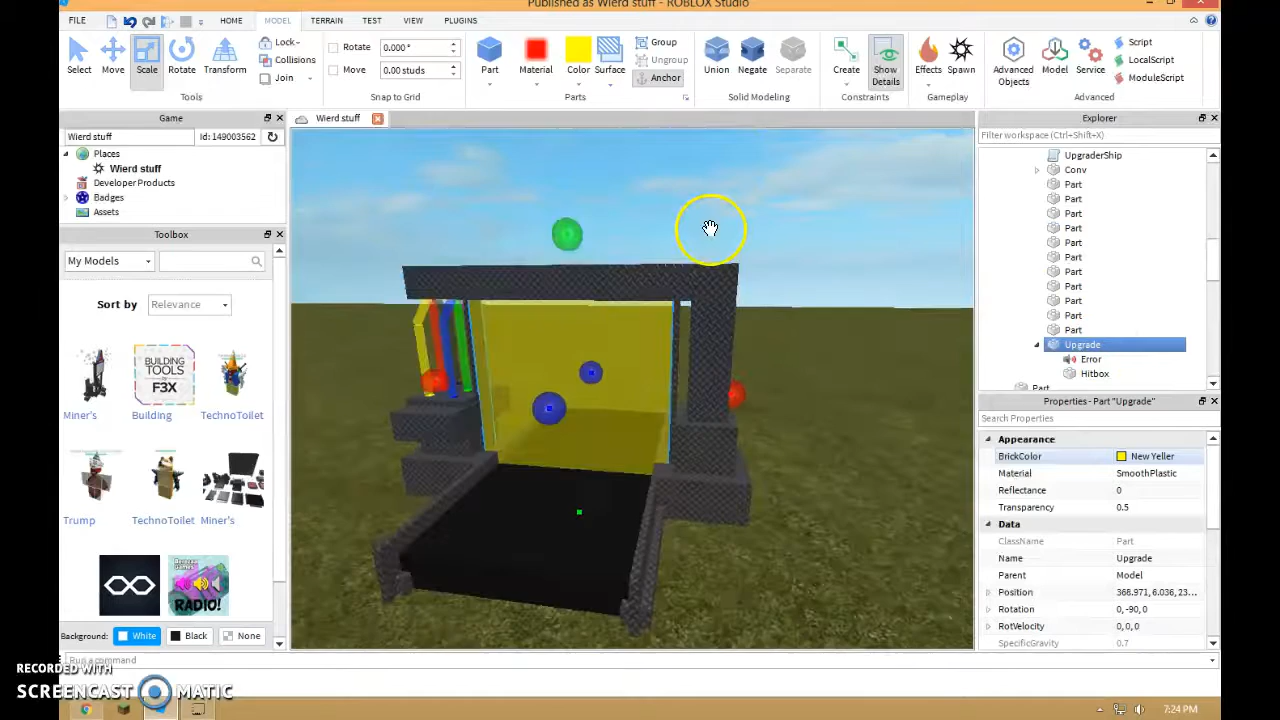 Published as Wierd stuff - ROBLOX Studio
FILE HOME MODEL TERRAIN TEST VIEW PLUGINS
Select Move Scale Rotate Transform
Lock
Collisions
Join
Tools
Rotate 0.000 °
Move 0.00 studs
Snap to Grid
Part Material Color Surface
Group
Ungroup
Anchor
Parts
Union Negate Separate
Solid Modeling
Create Show Details
Constraints
Effects Spawn
Gameplay
Advanced Objects Model Service
Script
LocalScript
ModuleScript
Advanced
Game
Wierd stuff Id:149003562
Places
Wierd stuff
Developer Products
Badges
Assets
Toolbox
My Models
Sort by Relevance
BUILDING
TOOLS
BY
F3X
Miner's Building TechnoToilet
Trump TechnoToilet Miner's
RADIO!
Background: White Black None
Wierd stuff
Explorer
Filter workspace (Ctrl+Shift+X)
UpgraderShip
Conv
Part
Part
Part
Part
Part
Part
Part
Part
Part
Part
Part
Upgrade
Error
Hitbox
Part
Properties - Part "Upgrade"
Search Properties
Appearance
BrickColor New Yeller
Material SmoothPlastic
Reflectance 0
Transparency 0.5
Data
ClassName Part
Name Upgrade
Parent Model
Position 368.971, 6.036, 23...
Rotation 0, -90, 0
RotVelocity 0, 0, 0
SpecificGravity 0.7
Run a command
RECORDED WITH
SCREENCAST MATIC
7:24 PM